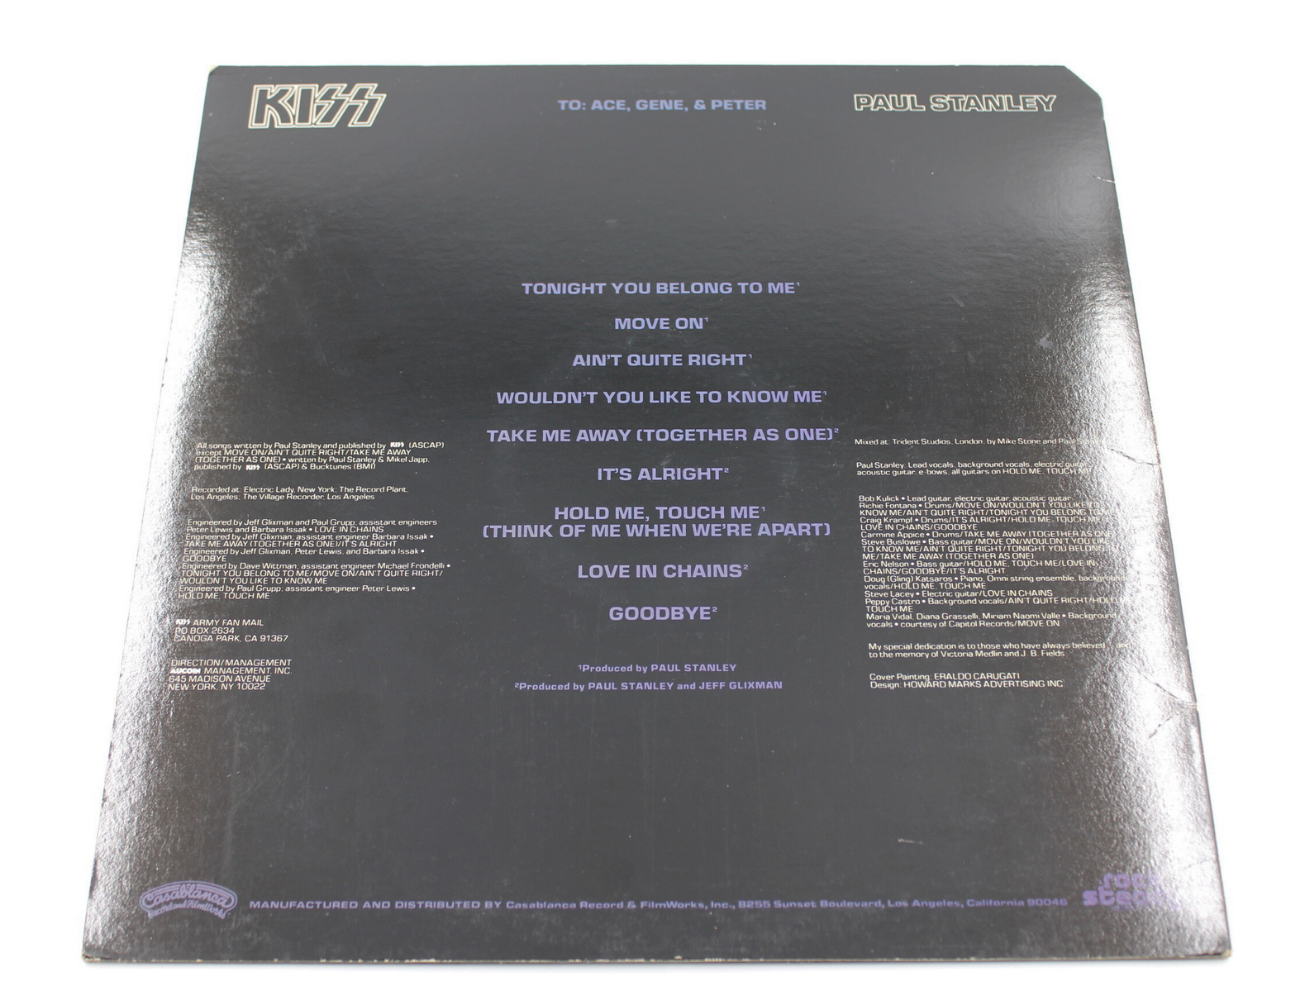 KISS
TO: ACE, GENE, & PETER
PAUL STANLEY
TONIGHT YOU BELONG TO ME¹
MOVE ON¹
AIN'T QUITE RIGHT¹
WOULDN'T YOU LIKE TO KNOW ME¹
TAKE ME AWAY (TOGETHER AS ONE)²
IT'S ALRIGHT²
HOLD ME, TOUCH ME¹
(THINK OF ME WHEN WE'RE APART)
LOVE IN CHAINS²
GOODBYE²
¹Produced by PAUL STANLEY
²Produced by PAUL STANLEY and JEFF GLIXMAN
All songs written by Paul Stanley and published by KISS (ASCAP)
except MOVE ON/AIN'T QUITE RIGHT/TAKE ME AWAY
(TOGETHER AS ONE) • written by Paul Stanley & Mikel Japp,
published by KISS (ASCAP) & Bucktunes (BMI)
Recorded at: Electric Lady, New York; The Record Plant,
Los Angeles; The Village Recorder, Los Angeles
Engineered by Jeff Glixman and Paul Grupp, assistant engineers
Peter Lewis and Barbara Issak • LOVE IN CHAINS
Engineered by Jeff Glixman, assistant engineer Barbara Issak •
TAKE ME AWAY (TOGETHER AS ONE)/IT'S ALRIGHT
Engineered by Jeff Glixman, Peter Lewis, and Barbara Issak •
GOODBYE
Engineered by Dave Wittman, assistant engineer Michael Frondelli •
TONIGHT YOU BELONG TO ME/MOVE ON/AIN'T QUITE RIGHT/
WOULDN'T YOU LIKE TO KNOW ME
Engineered by Paul Grupp, assistant engineer Peter Lewis •
HOLD ME, TOUCH ME
KISS ARMY FAN MAIL
PO BOX 2634
CANOGA PARK, CA 91367
DIRECTION/MANAGEMENT
AUCOIN MANAGEMENT INC.
645 MADISON AVENUE
NEW YORK, NY 10022
Mixed at: Trident Studios, London, by Mike Stone and Paul
Paul Stanley: Lead vocals, background vocals, electric guitar,
acoustic guitar, e-bows, all guitars on HOLD ME, TOUCH MY
Bob Kulick • Lead guitar, electric guitar, acoustic guitar
Richie Fontana • Drums/MOVE ON/WOULDN'T YOU LIKE TO
KNOW ME/AIN'T QUITE RIGHT/TONIGHT YOU BELONG TO
Craig Krampf • Drums/IT'S ALRIGHT/HOLD ME, TOUCH ME/
LOVE IN CHAINS/GOODBYE
Carmine Appice • Drums/TAKE ME AWAY (TOGETHER AS ONE
Steve Buslowe • Bass guitar/MOVE ON/WOULDN'T YOU LIKE
TO KNOW ME/AIN'T QUITE RIGHT/TONIGHT YOU BELONG
ME/TAKE ME AWAY (TOGETHER AS ONE)
Eric Nelson • Bass guitar/HOLD ME, TOUCH ME/LOVE IN
CHAINS/GOODBYE/IT'S ALRIGHT
Doug (Gling) Katsaros • Piano, Omni string ensemble, background
vocals/HOLD ME, TOUCH ME
Steve Lacey • Electric guitar/LOVE IN CHAINS
Peppy Castro • Background vocals/AIN'T QUITE RIGHT/HOLD
TOUCH ME
Maria Vidal, Diana Grasselli, Miriam Naomi Valle • Background
vocals • courtesy of Capitol Records/MOVE ON
My special dedication is to those who have always believed and
to the memory of Victoria Medlin and J. B. Fields
Cover Painting: ERALDO CARUGATI
Design: HOWARD MARKS ADVERTISING INC
Casablanca
Record and FilmWorks
MANUFACTURED AND DISTRIBUTED BY Casablanca Record & FilmWorks, Inc., 8255 Sunset Boulevard, Los Angeles, California 90046